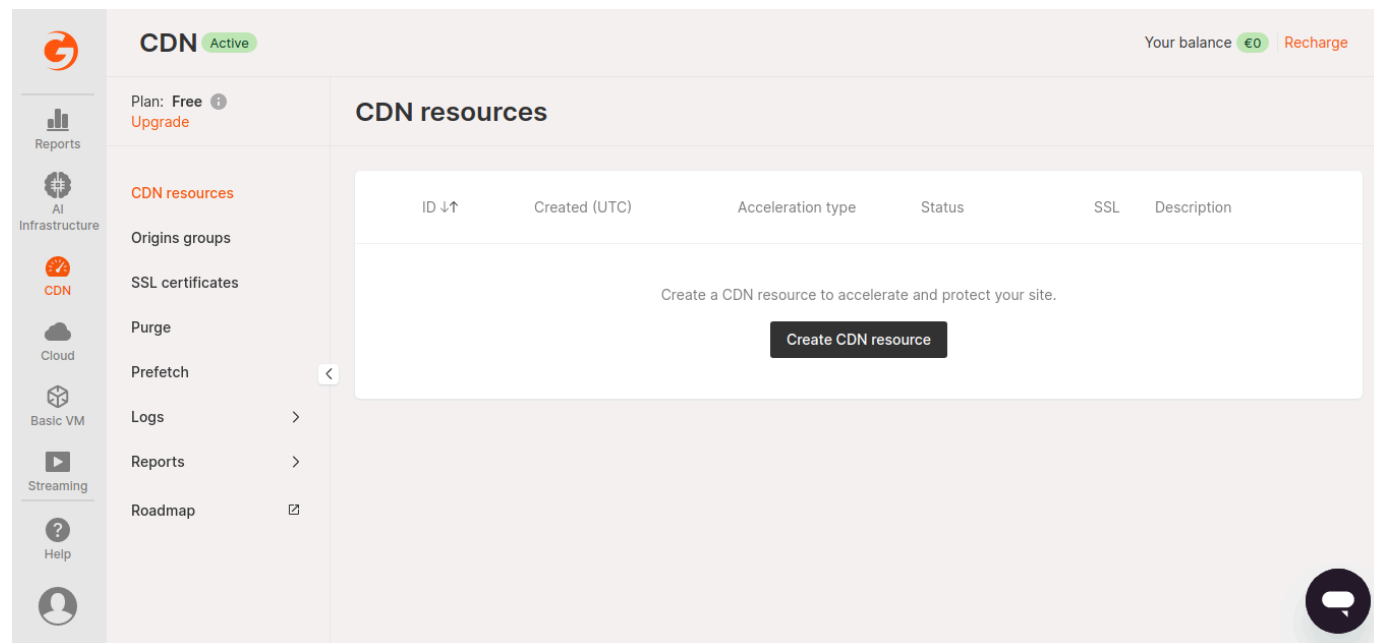 CDN Active
Your balance €0 Recharge
Reports
AI
Infrastructure
CDN
Cloud
Basic VM
Streaming
Help
Plan: Free
Upgrade
CDN resources
Origins groups
SSL certificates
Purge
Prefetch
Logs
Reports
Roadmap
CDN resources
ID ↓↑ Created (UTC) Acceleration type Status SSL Description
Create a CDN resource to accelerate and protect your site.
Create CDN resource